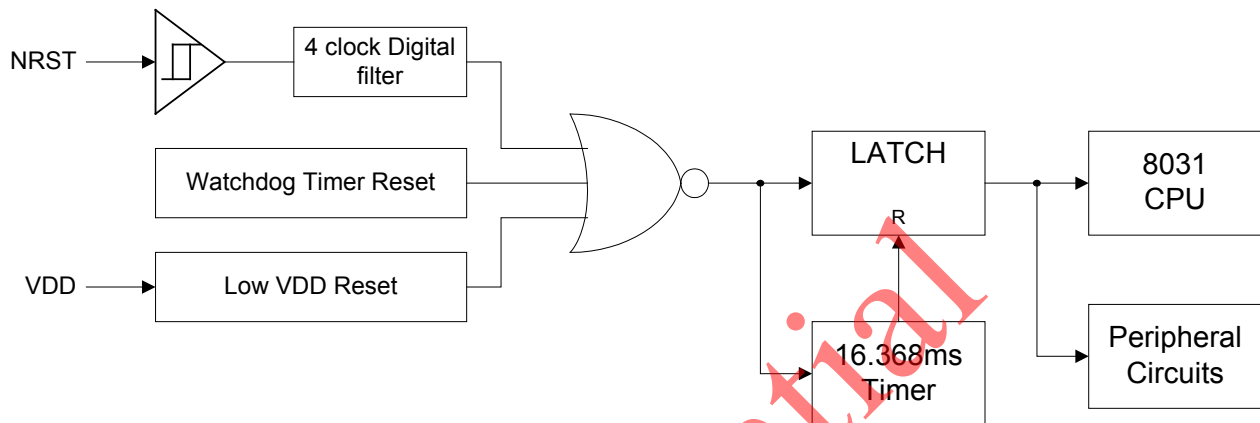 NRST
4 clock Digital
filter
Watchdog Timer Reset
VDD
Low VDD Reset
LATCH
R
16.368ms
Timer
8031
CPU
Peripheral
Circuits
tial